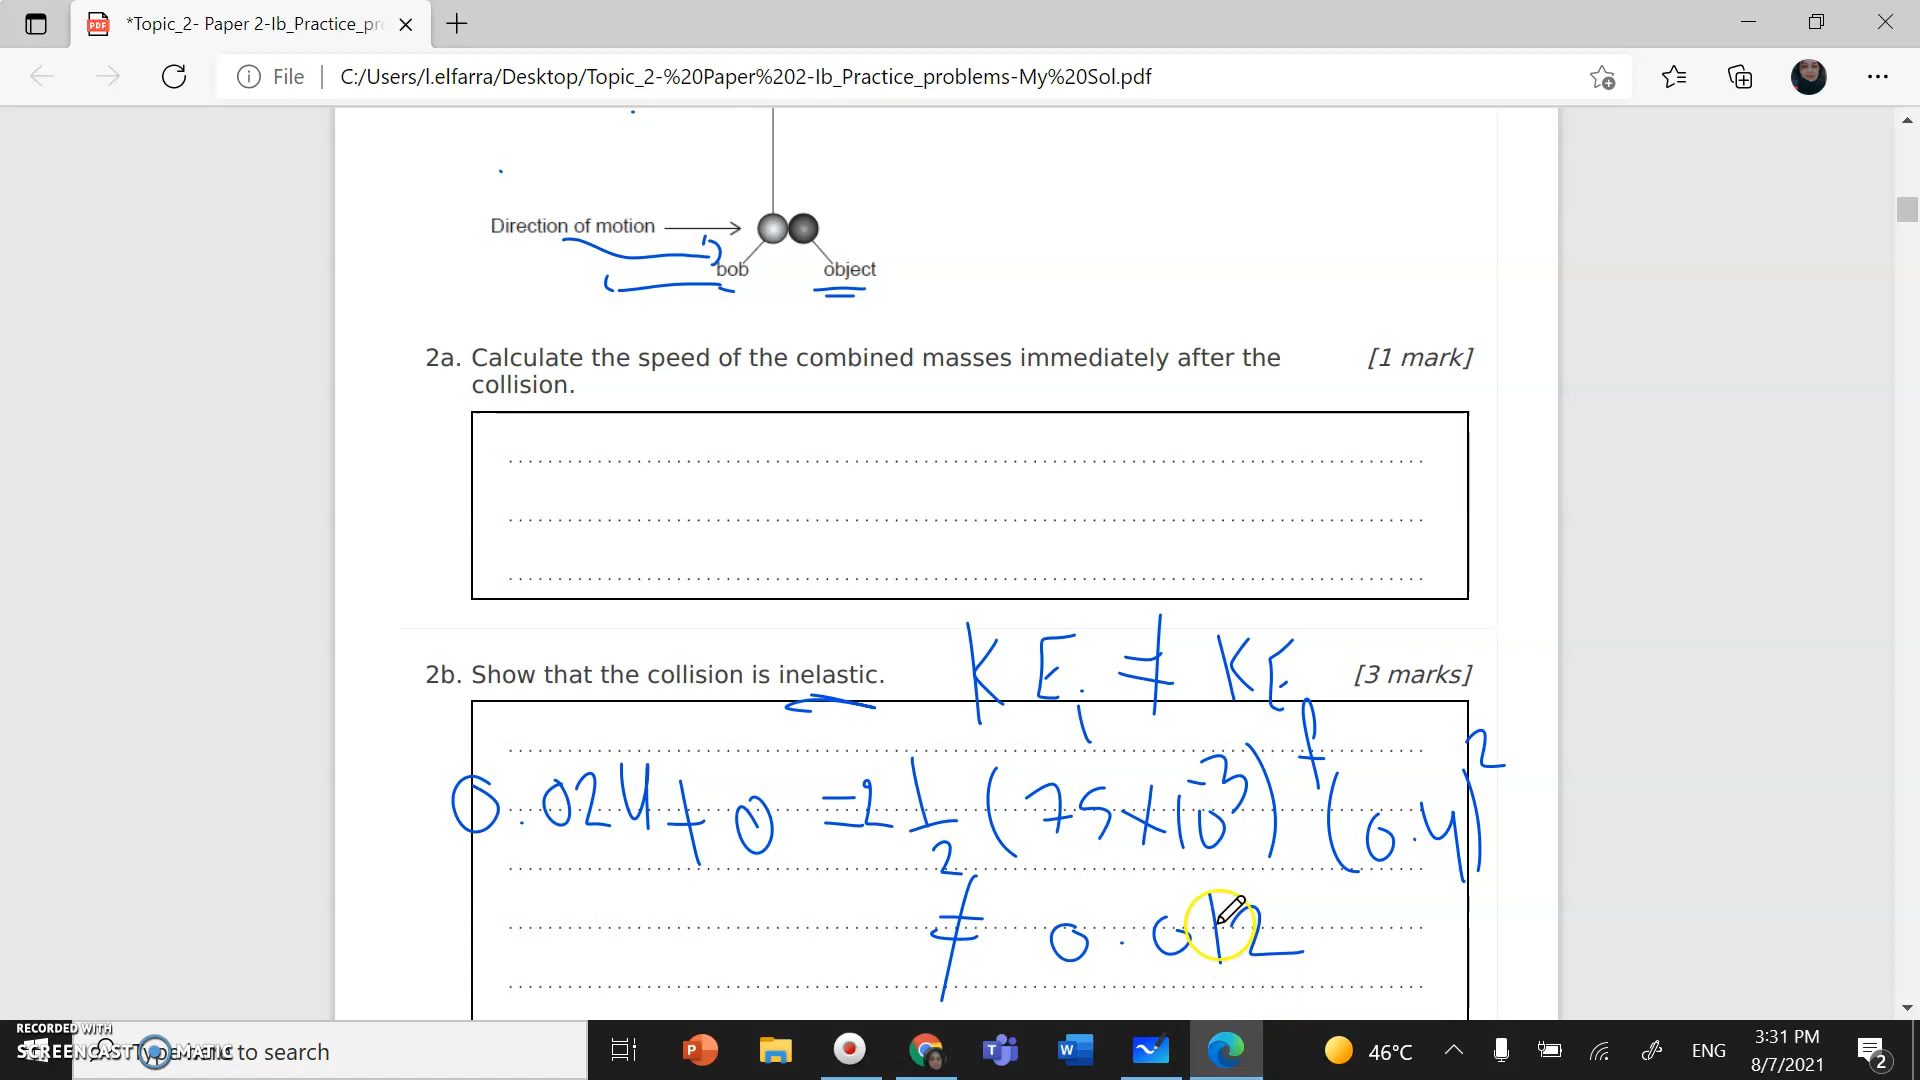 *Topic_2- Paper 2-Ib_Practice_pr
File
C:/Users/l.elfarra/Desktop/Topic_2-%20Paper%202-Ib_Practice_problems-My%20Sol.pdf
Direction of motion
bob
object
2a. Calculate the speed of the combined masses immediately after the collision. [1 mark]
KEi ≠ KEf
2b. Show that the collision is inelastic. [3 marks]
0.024 + 0 = 1/2 (75×10^-3) (0.4)^2
≠ 0.012
RECORDED WITH
SCREENCAST MATIC
to search
46°C
ENG
3:31 PM
8/7/2021
2